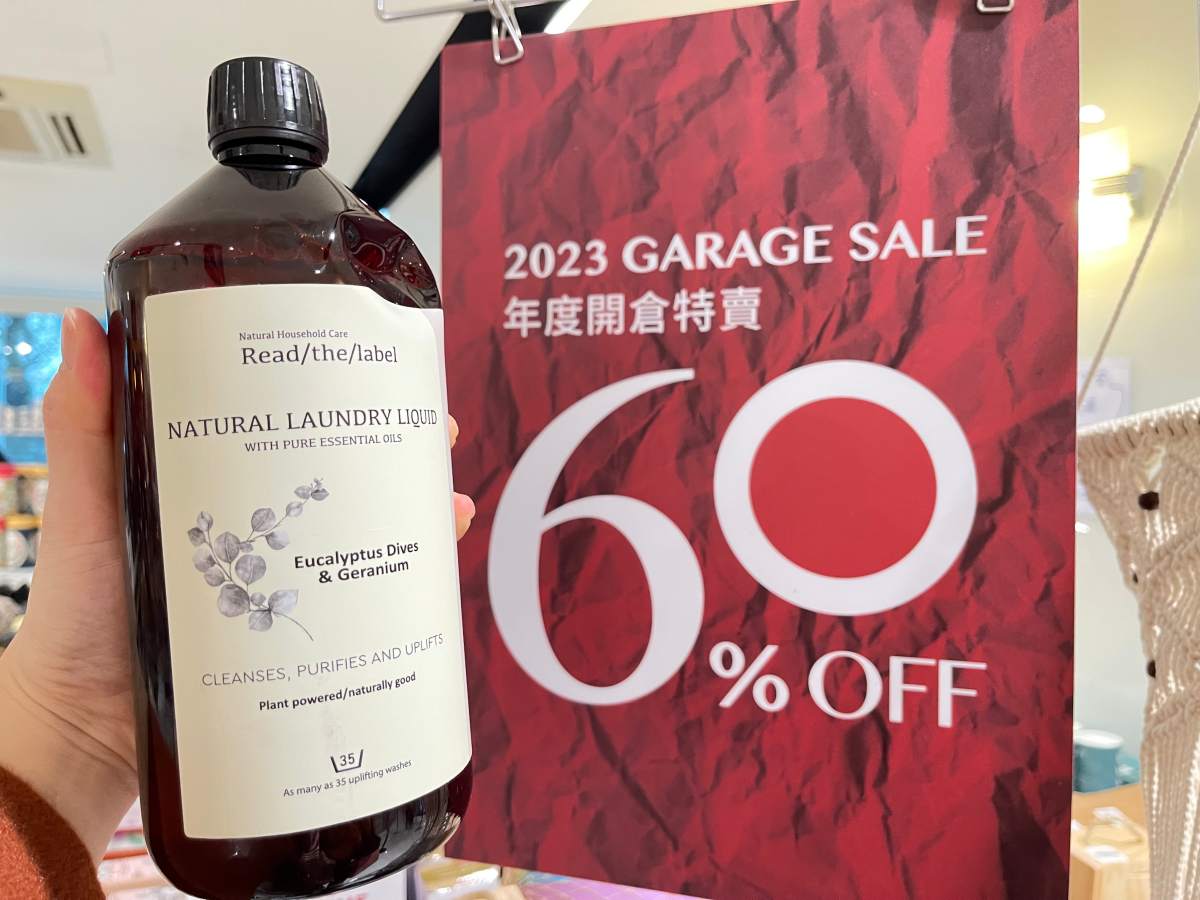 Natural Household Care
Read/the/label
NATURAL LAUNDRY LIQUID
WITH PURE ESSENTIAL OILS
Eucalyptus Dives
& Geranium
CLEANSES, PURIFIES AND UPLIFTS
Plant powered/naturally good
35
As many as 35 uplifting washes
2023 GARAGE SALE
年度開倉特賣
60
% OFF